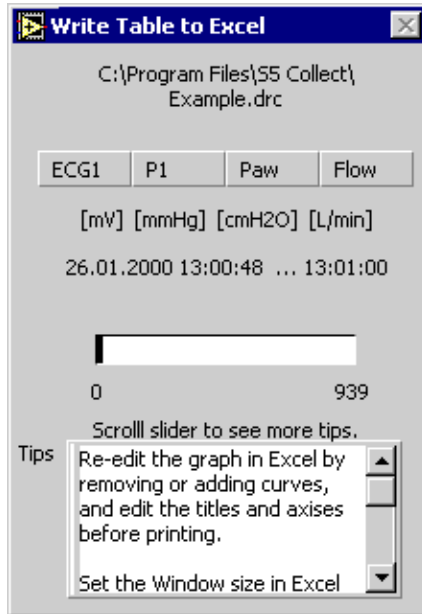 Write Table to Excel
C:\Program Files\S5 Collect\
Example.drc
ECG1 P1 Paw Flow
[mV] [mmHg] [cmH2O] [L/min]
26.01.2000 13:00:48 ... 13:01:00
0 939
Scrolll slider to see more tips.
Tips
Re-edit the graph in Excel by
removing or adding curves,
and edit the titles and axises
before printing.
Set the Window size in Excel